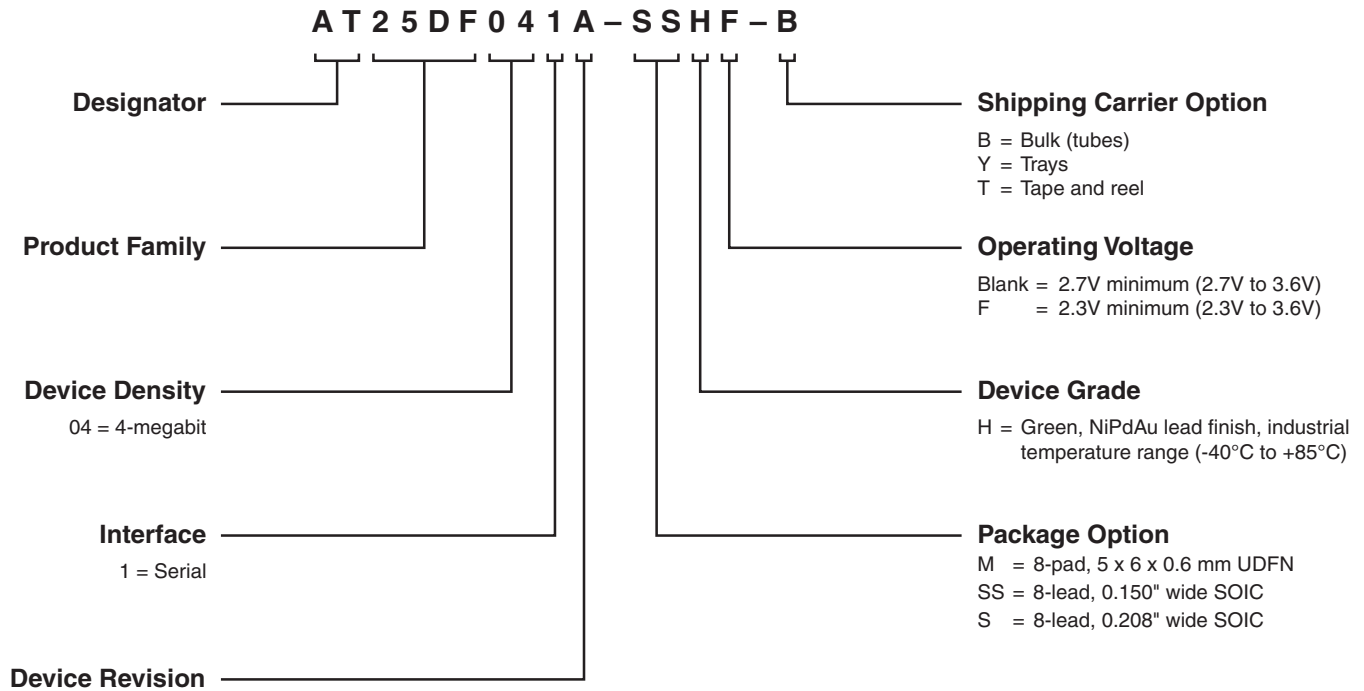 A T 2 5 D F 0 4 1 A – S S H F – B
Designator
Product Family
Device Density
04 = 4-megabit
Interface
1 = Serial
Device Revision
Shipping Carrier Option
B = Bulk (tubes)
Y = Trays
T = Tape and reel
Operating Voltage
Blank = 2.7V minimum (2.7V to 3.6V)
F = 2.3V minimum (2.3V to 3.6V)
Device Grade
H = Green, NiPdAu lead finish, industrial
temperature range (-40°C to +85°C)
Package Option
M = 8-pad, 5 x 6 x 0.6 mm UDFN
SS = 8-lead, 0.150" wide SOIC
S = 8-lead, 0.208" wide SOIC